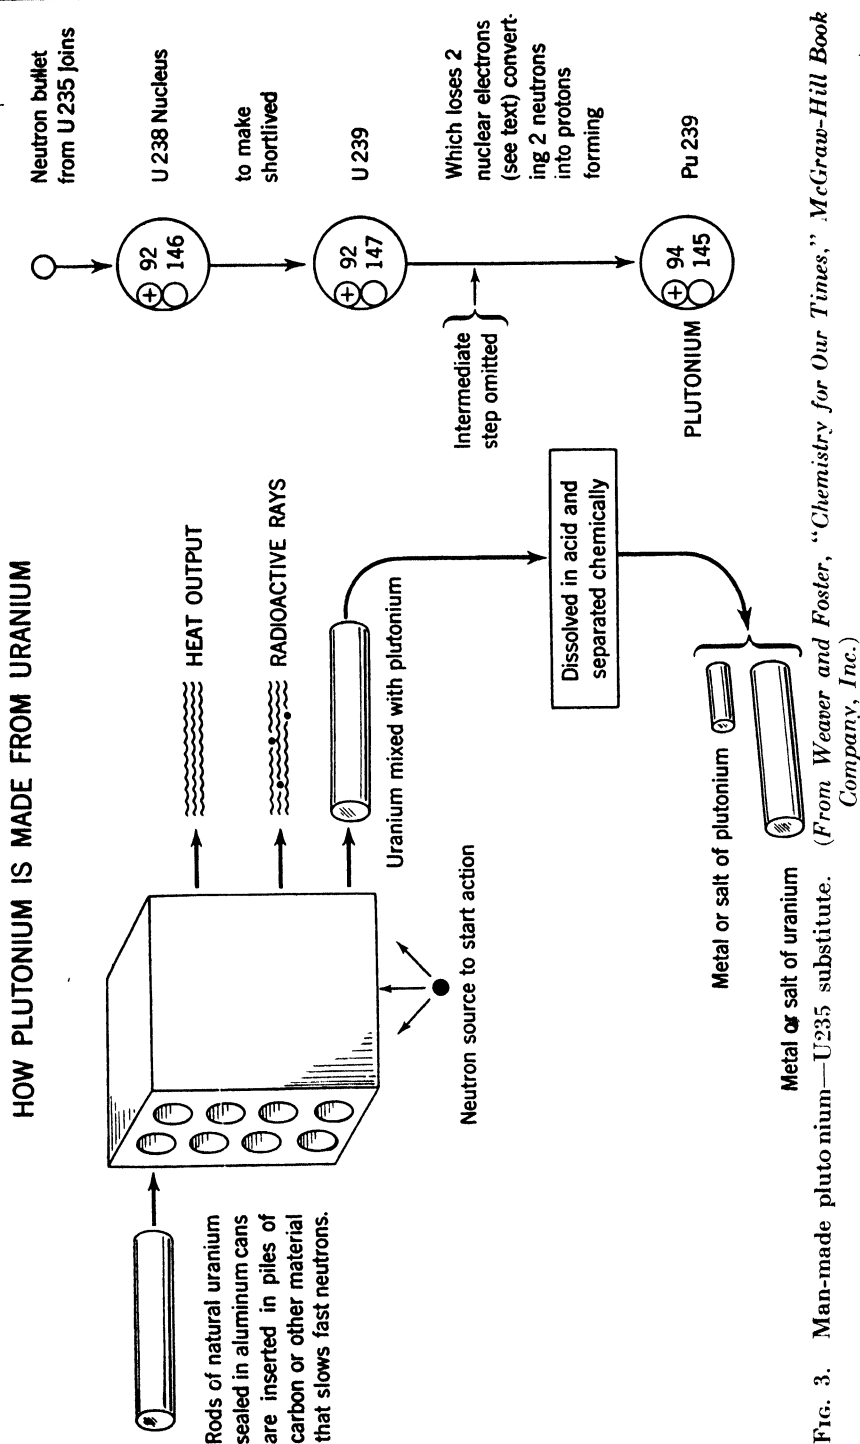 HOW PLUTONIUM IS MADE FROM URANIUM
Rods of natural uranium
sealed in aluminum cans
are inserted in piles of
carbon or other material
that slows fast neutrons.
HEAT OUTPUT
RADIOACTIVE RAYS
Uranium mixed with plutonium
Neutron source to start action
Dissolved in acid and
separated chemically
Metal or salt of plutonium
Metal or salt of uranium
Neutron bullet
from U 235 joins
+ 92
146
U 238 Nucleus
to make
shortlived
+ 92
147
U 239
Intermediate
step omitted
Which loses 2
nuclear electrons
(see text) convert-
ing 2 neutrons
into protons
forming
PLUTONIUM
+ 94
145
Pu 239
FIG. 3. Man-made pluto nium—U235 substitute. (From Weaver and Foster, “Chemistry for Our Times,” McGraw-Hill Book
Company, Inc.)